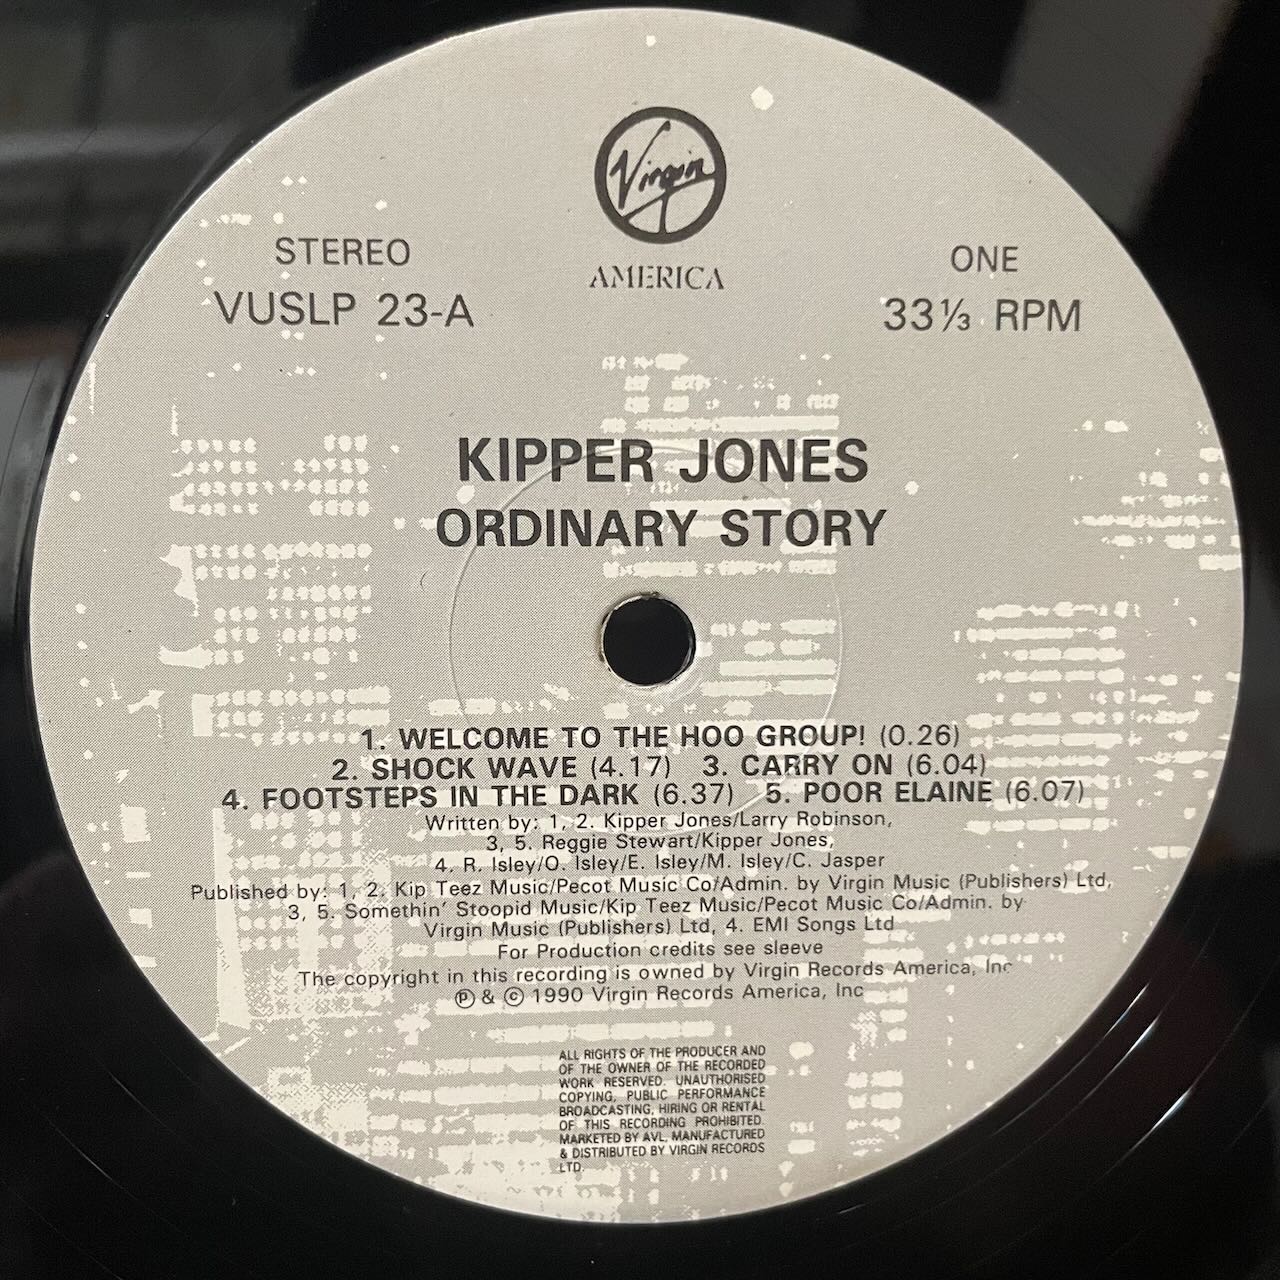 Virgin
AMERICA
STEREO
VUSLP 23-A
ONE
33⅓ RPM
KIPPER JONES
ORDINARY STORY
1. WELCOME TO THE HOO GROUP! (0.26)
2. SHOCK WAVE (4.17) 3. CARRY ON (6.04)
4. FOOTSTEPS IN THE DARK (6.37) 5. POOR ELAINE (6.07)
Written by: 1, 2. Kipper Jones/Larry Robinson,
3, 5. Reggie Stewart/Kipper Jones,
4. R. Isley/O. Isley/E. Isley/M. Isley/C. Jasper
Published by: 1, 2. Kip Teez Music/Pecot Music Co/Admin. by Virgin Music (Publishers) Ltd,
3, 5. Somethin' Stoopid Music/Kip Teez Music/Pecot Music Co/Admin. by
Virgin Music (Publishers) Ltd, 4. EMI Songs Ltd
For Production credits see sleeve
The copyright in this recording is owned by Virgin Records America, Inc
℗ & © 1990 Virgin Records America, Inc
ALL RIGHTS OF THE PRODUCER AND
OF THE OWNER OF THE RECORDED
WORK RESERVED. UNAUTHORISED
COPYING, PUBLIC PERFORMANCE
BROADCASTING, HIRING OR RENTAL
OF THIS RECORDING PROHIBITED.
MARKETED BY AVL, MANUFACTURED
& DISTRIBUTED BY VIRGIN RECORDS
LTD.